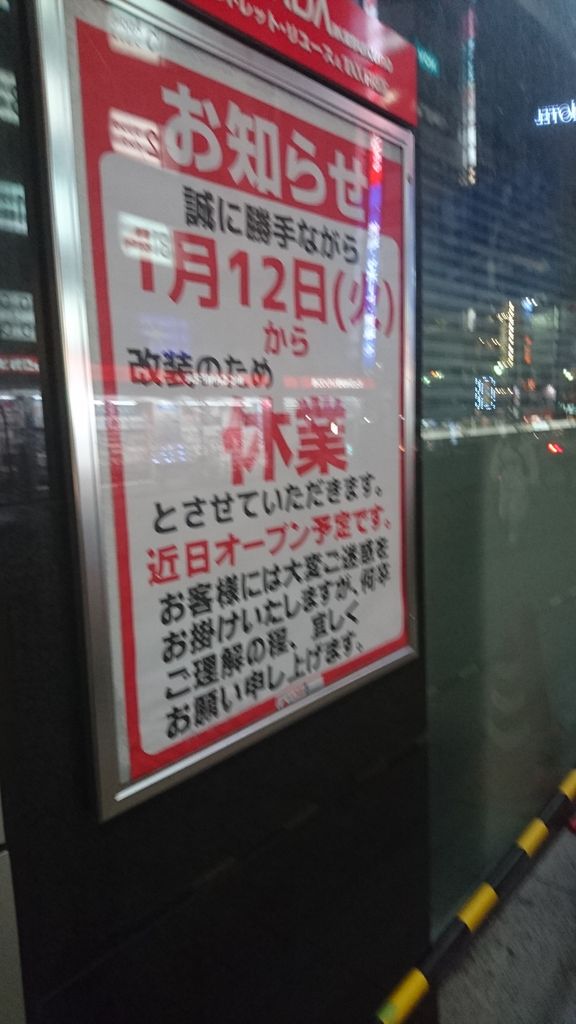 お知らせ
誠に勝手ながら
1月12日(火)
から
改装のため
休業
とさせていただきます。
近日オープン予定です。
お客様には大変ご迷惑を
お掛けいたしますが、何卒
ご理解の程、宜しく
お願い申し上げます。